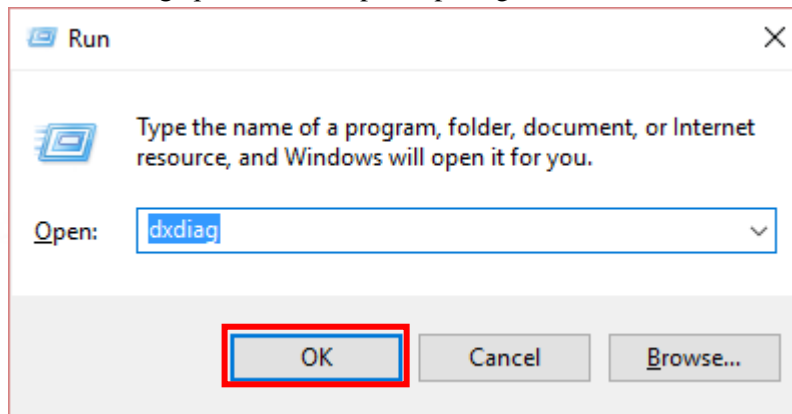 Run
Type the name of a program, folder, document, or Internet
resource, and Windows will open it for you.
Open: dxdiag
OK Cancel Browse...